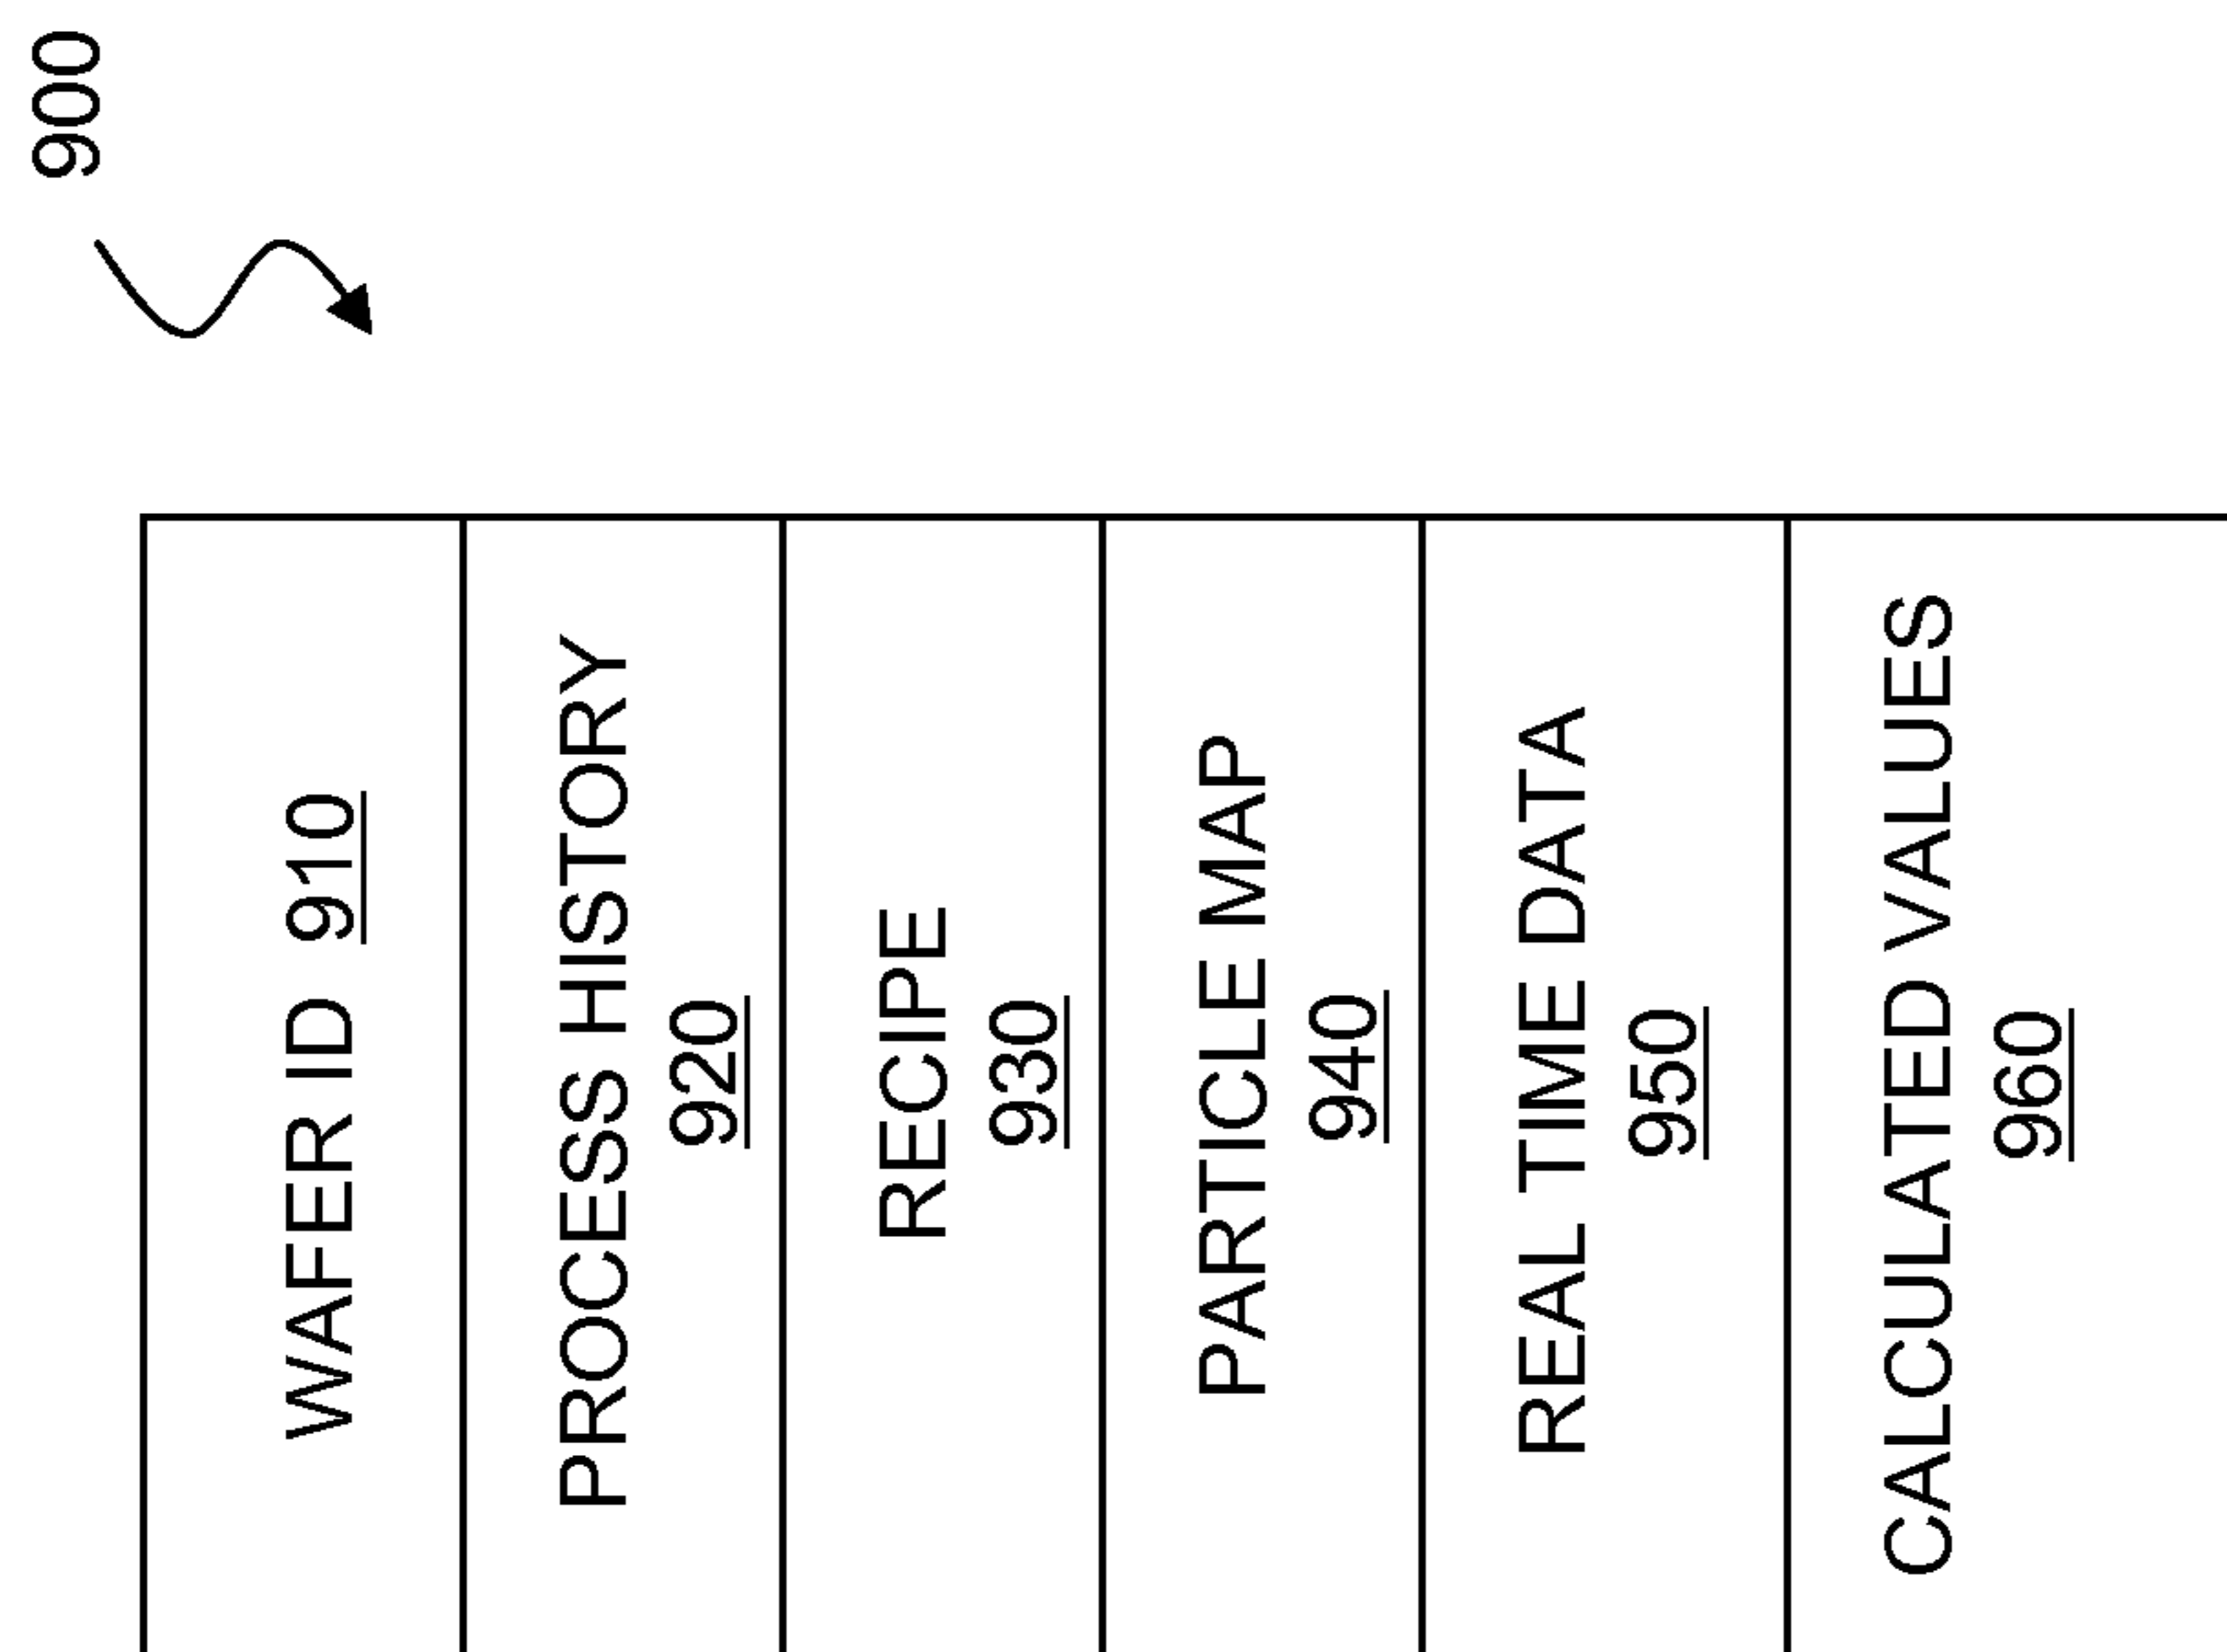 900
WAFER ID 910
PROCESS HISTORY
920
RECIPE
930
PARTICLE MAP
940
REAL TIME DATA
950
CALCULATED VALUES
960